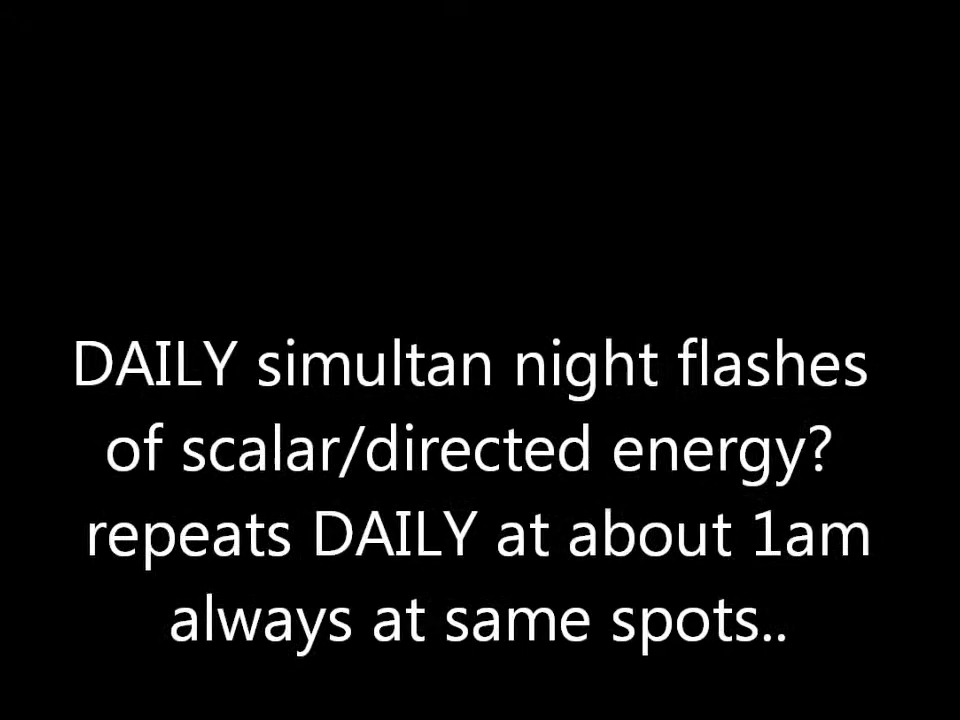 DAILY simultan night flashes
of scalar/directed energy?
repeats DAILY at about 1am
always at same spots..